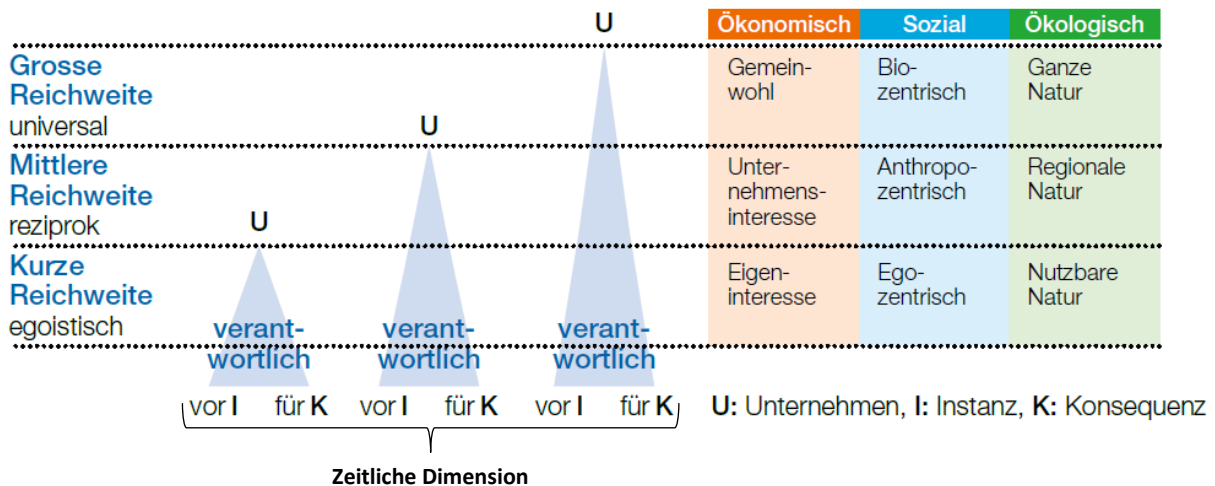 U
Ökonomisch
Sozial
Ökologisch
Grosse
Reichweite
universal
Gemein-
wohl
Bio-
zentrisch
Ganze
Natur
U
Mittlere
Reichweite
reziprok
Unter-
nehmens-
interesse
Anthropo-
zentrisch
Regionale
Natur
U
Kurze
Reichweite
egoistisch
Eigen-
interesse
Ego-
zentrisch
Nutzbare
Natur
verant-
wortlich
verant-
wortlich
verant-
wortlich
vor I für K
vor I für K
vor I für K
U: Unternehmen, I: Instanz, K: Konsequenz
Zeitliche Dimension